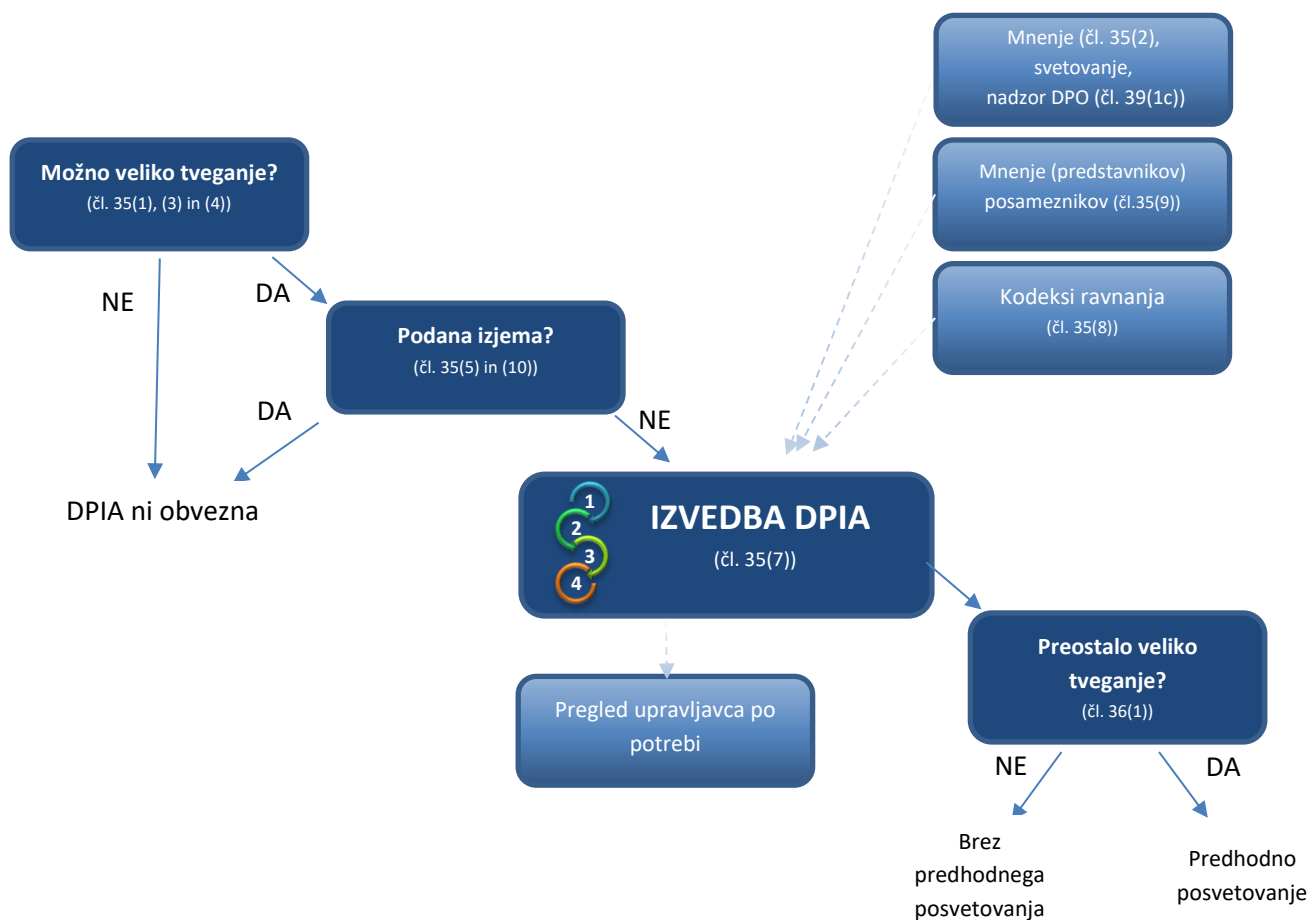 Mnenje (čl. 35(2),
svetovanje,
nadzor DPO (čl. 39(1c))
Možno veliko tveganje?
(čl. 35(1), (3) in (4))
Mnenje (predstavnikov)
posameznikov (čl.35(9))
NE
DA
Kodeksi ravnanja
(čl. 35(8))
Podana izjema?
(čl. 35(5) in (10))
DA
NE
DPIA ni obvezna
1
2
3
4
IZVEDBA DPIA
(čl. 35(7))
Preostalo veliko
tveganje?
(čl. 36(1))
Pregled upravljavca po
potrebi
NE
DA
Brez
predhodnega
posvetovanja
Predhodno
posvetovanje